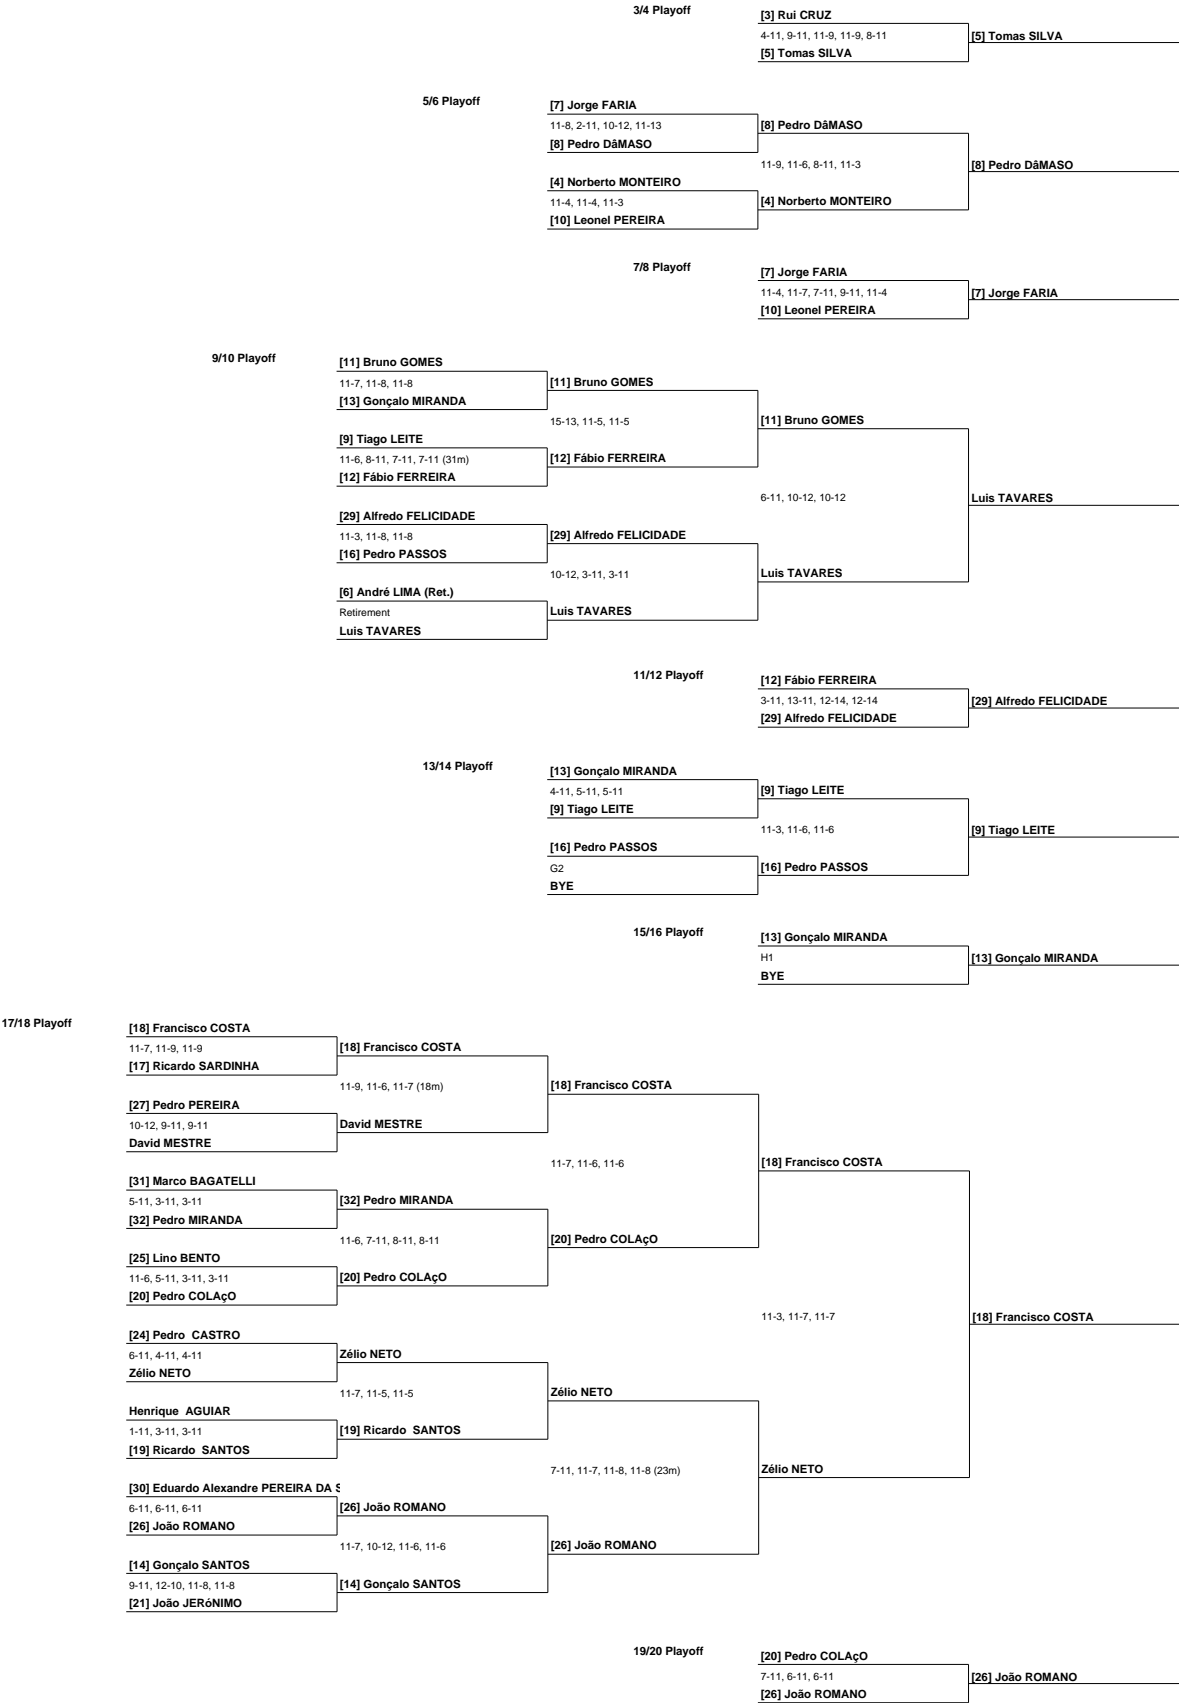 3/4 Playoff
[3] Rui CRUZ
4-11, 9-11, 11-9, 11-9, 8-11
[5] Tomas SILVA
[5] Tomas SILVA
5/6 Playoff
[7] Jorge FARIA
11-8, 2-11, 10-12, 11-13
[8] Pedro DâMASO
[8] Pedro DâMASO
11-9, 11-6, 8-11, 11-3
[8] Pedro DâMASO
[4] Norberto MONTEIRO
11-4, 11-4, 11-3
[4] Norberto MONTEIRO
[10] Leonel PEREIRA
7/8 Playoff
[7] Jorge FARIA
11-4, 11-7, 7-11, 9-11, 11-4
[7] Jorge FARIA
[10] Leonel PEREIRA
9/10 Playoff
[11] Bruno GOMES
11-7, 11-8, 11-8
[11] Bruno GOMES
[13] Gonçalo MIRANDA
15-13, 11-5, 11-5
[11] Bruno GOMES
[9] Tiago LEITE
11-6, 8-11, 7-11, 7-11 (31m)
[12] Fábio FERREIRA
[12] Fábio FERREIRA
6-11, 10-12, 10-12
Luis TAVARES
[29] Alfredo FELICIDADE
11-3, 11-8, 11-8
[29] Alfredo FELICIDADE
[16] Pedro PASSOS
10-12, 3-11, 3-11
Luis TAVARES
[6] André LIMA (Ret.)
Retirement
Luis TAVARES
Luis TAVARES
11/12 Playoff
[12] Fábio FERREIRA
3-11, 13-11, 12-14, 12-14
[29] Alfredo FELICIDADE
[29] Alfredo FELICIDADE
13/14 Playoff
[13] Gonçalo MIRANDA
4-11, 5-11, 5-11
[9] Tiago LEITE
[9] Tiago LEITE
11-3, 11-6, 11-6
[9] Tiago LEITE
[16] Pedro PASSOS
G2
[16] Pedro PASSOS
BYE
15/16 Playoff
[13] Gonçalo MIRANDA
H1
[13] Gonçalo MIRANDA
BYE
17/18 Playoff
[18] Francisco COSTA
11-7, 11-9, 11-9
[18] Francisco COSTA
[17] Ricardo SARDINHA
11-9, 11-6, 11-7 (18m)
[18] Francisco COSTA
[27] Pedro PEREIRA
10-12, 9-11, 9-11
David MESTRE
David MESTRE
11-7, 11-6, 11-6
[18] Francisco COSTA
[31] Marco BAGATELLI
5-11, 3-11, 3-11
[32] Pedro MIRANDA
[32] Pedro MIRANDA
11-6, 7-11, 8-11, 8-11
[20] Pedro COLAçO
[25] Lino BENTO
11-6, 5-11, 3-11, 3-11
[20] Pedro COLAçO
[20] Pedro COLAçO
11-3, 11-7, 11-7
[18] Francisco COSTA
[24] Pedro  CASTRO
6-11, 4-11, 4-11
Zélio NETO
Zélio NETO
11-7, 11-5, 11-5
Zélio NETO
Henrique  AGUIAR
1-11, 3-11, 3-11
[19] Ricardo  SANTOS
[19] Ricardo  SANTOS
7-11, 11-7, 11-8, 11-8 (23m)
Zélio NETO
[30] Eduardo Alexandre PEREIRA DA S
6-11, 6-11, 6-11
[26] João ROMANO
[26] João ROMANO
11-7, 10-12, 11-6, 11-6
[26] João ROMANO
[14] Gonçalo SANTOS
9-11, 12-10, 11-8, 11-8
[14] Gonçalo SANTOS
[21] João JERóNIMO
19/20 Playoff
[20] Pedro COLAçO
7-11, 6-11, 6-11
[26] João ROMANO
[26] João ROMANO